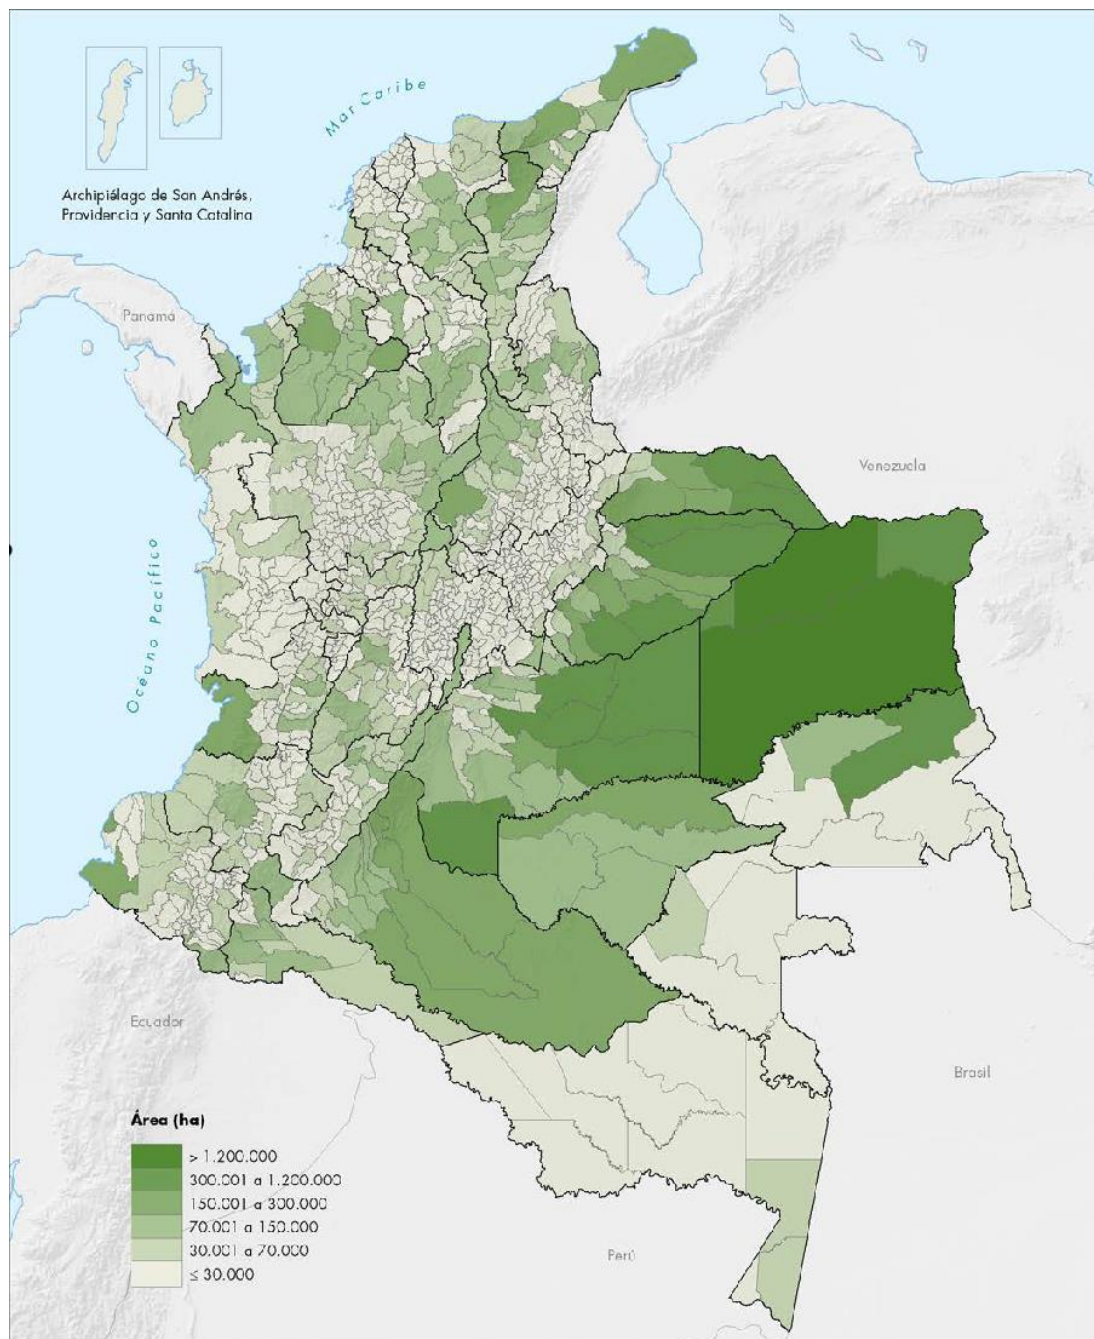 Mar Caribe
Archipiélago de San Andrés,
Providencia y Santa Catalina
Panamá
Venezuela
Océano Pacífico
Ecuador
Brasil
Perú
Área (ha)
> 1.200.000
300.001 a 1.200.000
150.001 a 300.000
70.001 a 150.000
30.001 a 70.000
≤ 30.000